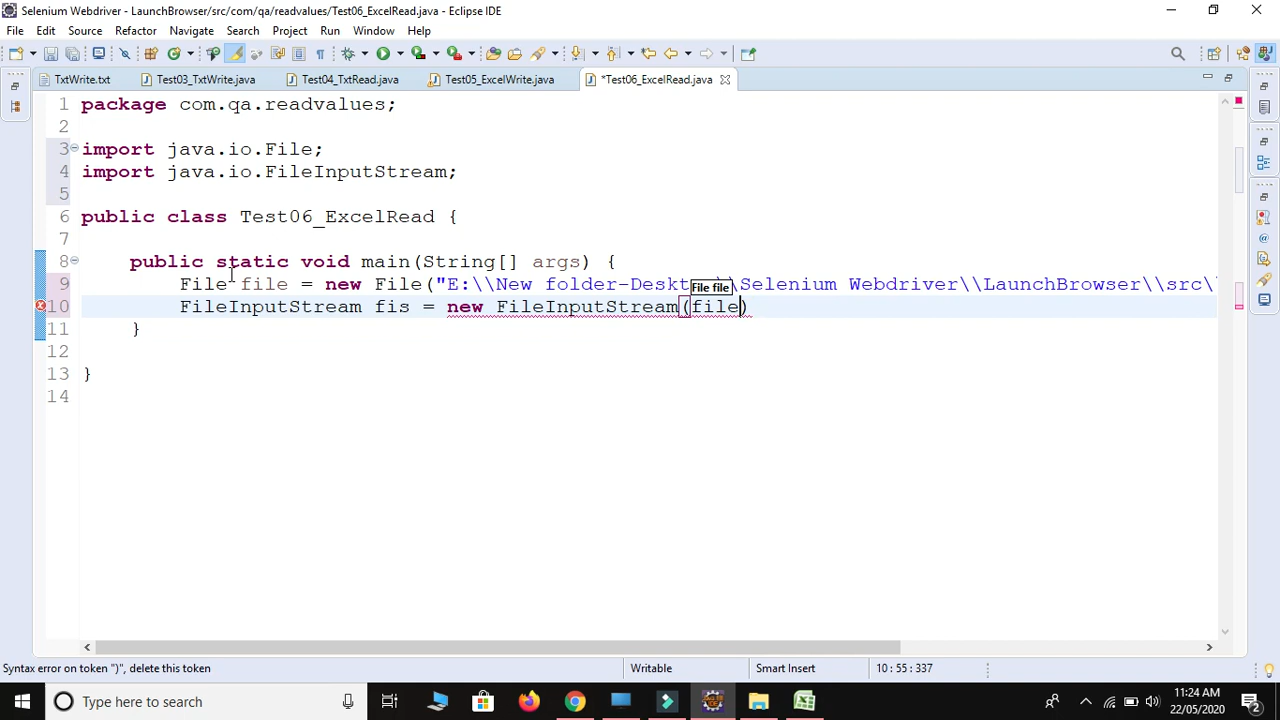 Selenium Webdriver - LaunchBrowser/src/com/qa/readvalues/Test06_ExcelRead.java - Eclipse IDE
File Edit Source Refactor Navigate Search Project Run Window Help
TxtWrite.txt Test03_TxtWrite.java Test04_TxtRead.java Test05_ExcelWrite.java *Test06_ExcelRead.java
1 package com.qa.readvalues;
2
3 import java.io.File;
4 import java.io.FileInputStream;
5
6 public class Test06_ExcelRead {
7
8 public static void main(String[] args) {
File file
9 File file = new File("E:\\New folder-Deskt \\Selenium Webdriver\\LaunchBrowser\\src\\
10 FileInputStream fis = new FileInputStream(file)
11 }
12
13 }
14
Syntax error on token ")", delete this token Writable Smart Insert 10 : 55 : 337
Type here to search 11:24 AM
22/05/2020
2